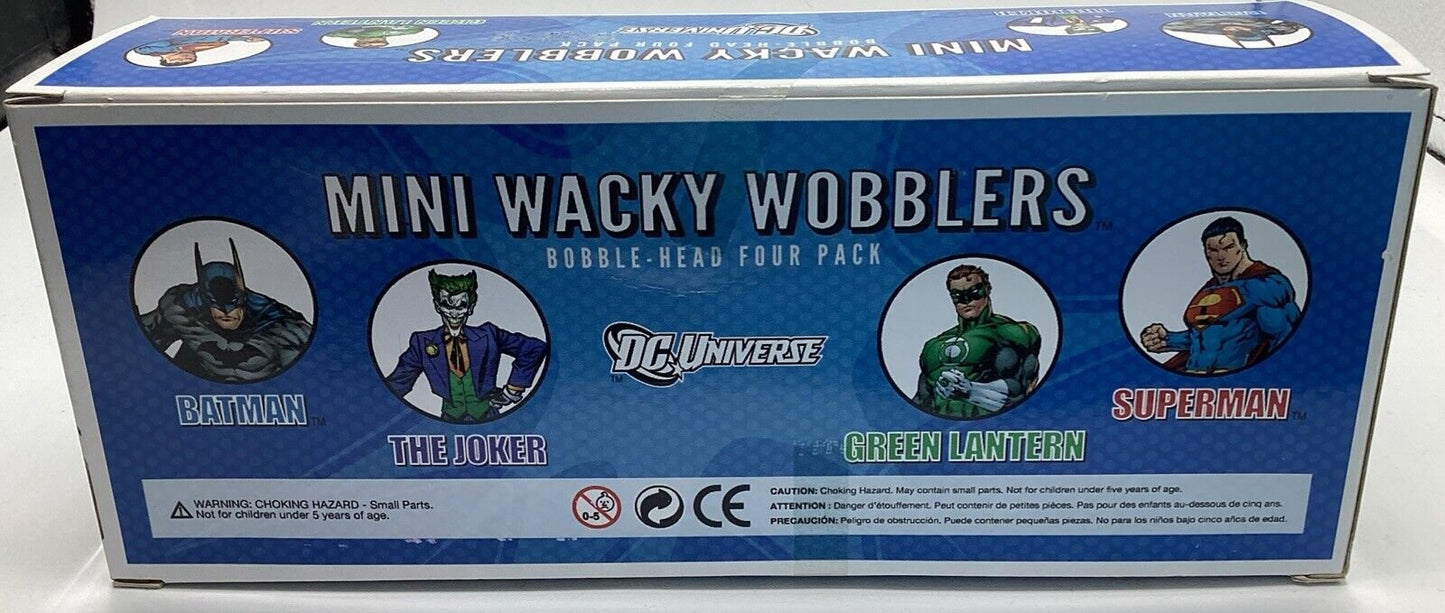 MINI WACKY WOBBLERS
BOBBLE HEAD FOUR PACK
DC UNIVERSE
SUPERMAN
GREEN LANTERN
MINI WACKY WOBBLERS™
BOBBLE-HEAD FOUR PACK
BATMAN™
THE JOKER
DC UNIVERSE™
GREEN LANTERN
SUPERMAN™
WARNING: CHOKING HAZARD - Small Parts.
Not for children under 5 years of age.
0-5
CE
CAUTION: Choking Hazard. May contain small parts. Not for children under five years of age.
ATTENTION : Danger d'étouffement. Peut contenir de petites pièces. Pas pour des enfants au-dessous de cinq ans.
PRECAUCIÓN: Peligro de obstrucción. Puede contener pequeñas piezas. No para los niños bajo cinco años de edad.